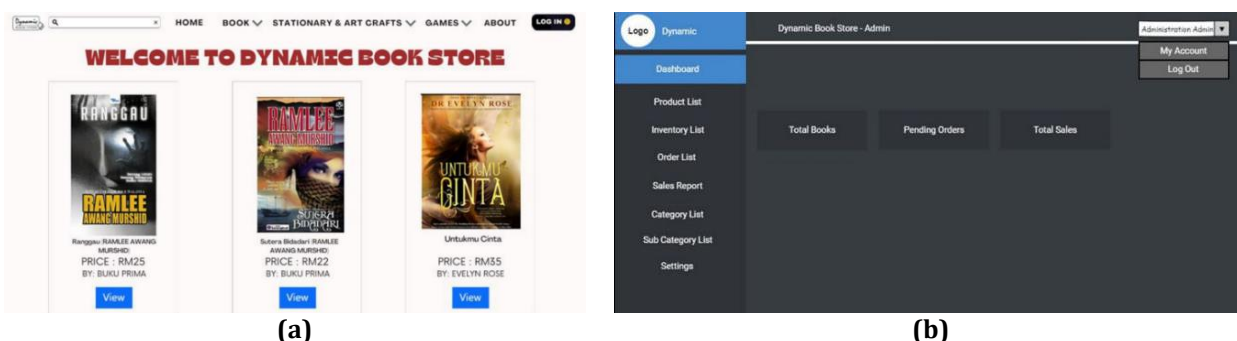 Dynamic
HOME BOOK STATIONARY & ART CRAFTS GAMES ABOUT LOG IN
WELCOME TO DYNAMIC BOOK STORE
RANGGAU
RAMLEE
AWANG MURSHID
Ranggau (RAMLEE AWANG
MURSHID)
PRICE : RM25
BY: BUKU PRIMA
View
RAMLEE
AWANG MURSHID
SUTERA
BIDADARI
Sutera Bidadari (RAMLEE
AWANG MURSHID)
PRICE : RM22
BY: BUKU PRIMA
View
DR EVELYN ROSE
UNTUKMU
CINTA
Untukmu Cinta
PRICE : RM35
BY: EVELYN ROSE
View
(a)
Logo Dynamic
Dynamic Book Store - Admin
Administration Admin
My Account
Log Out
Dashboard
Product List
Inventory List
Order List
Sales Report
Category List
Sub Category List
Settings
Total Books Pending Orders Total Sales
(b)